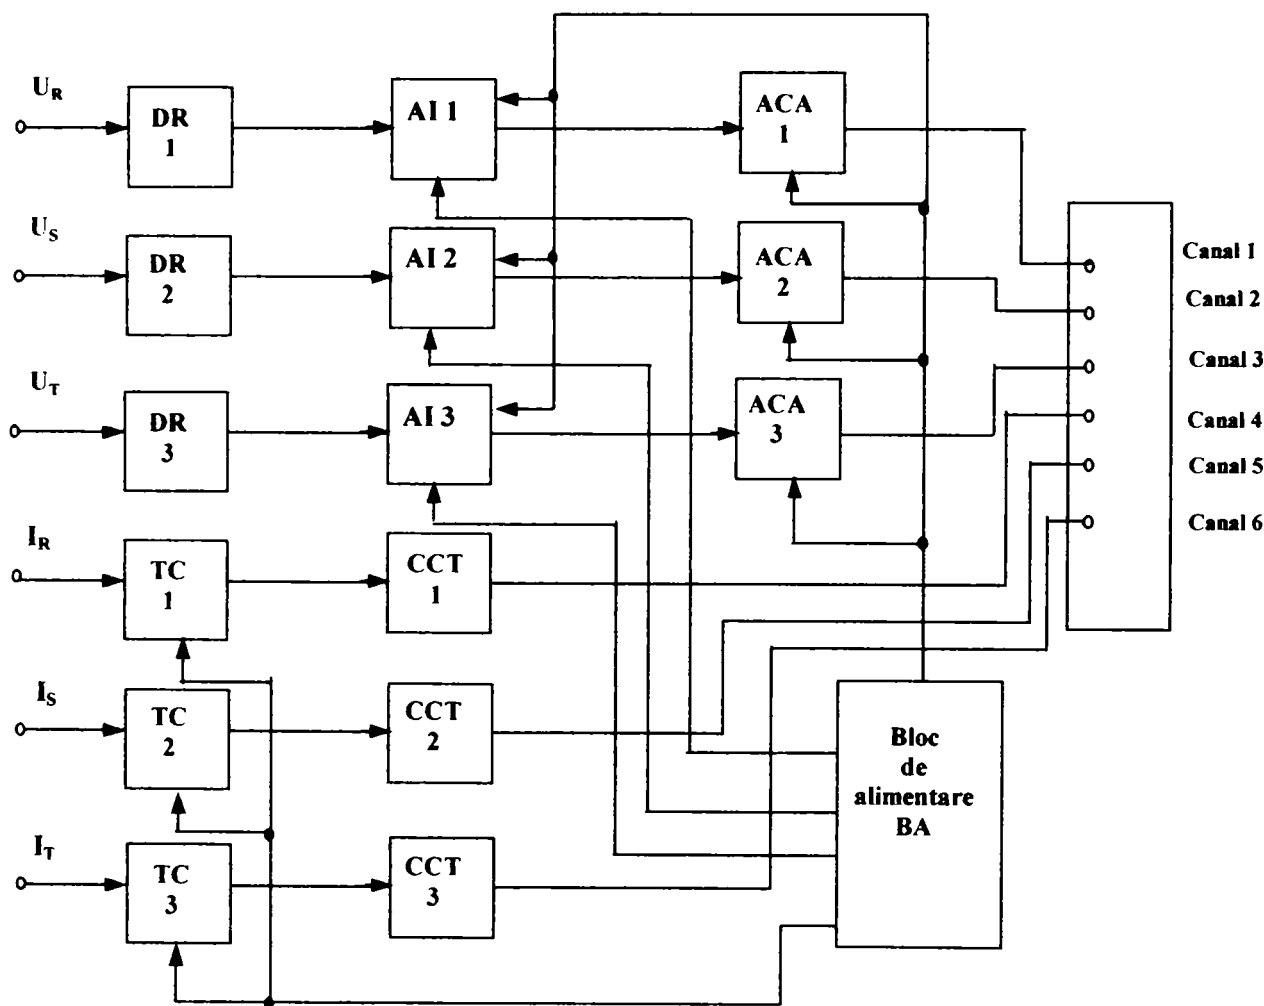 U_R
DR
1
AI 1
ACA
1
U_S
DR
2
AI 2
ACA
2
U_T
DR
3
AI 3
ACA
3
Canal 1
Canal 2
Canal 3
Canal 4
Canal 5
Canal 6
I_R
TC
1
CCT
1
I_S
TC
2
CCT
2
I_T
TC
3
CCT
3
Bloc
de
alimentare
BA